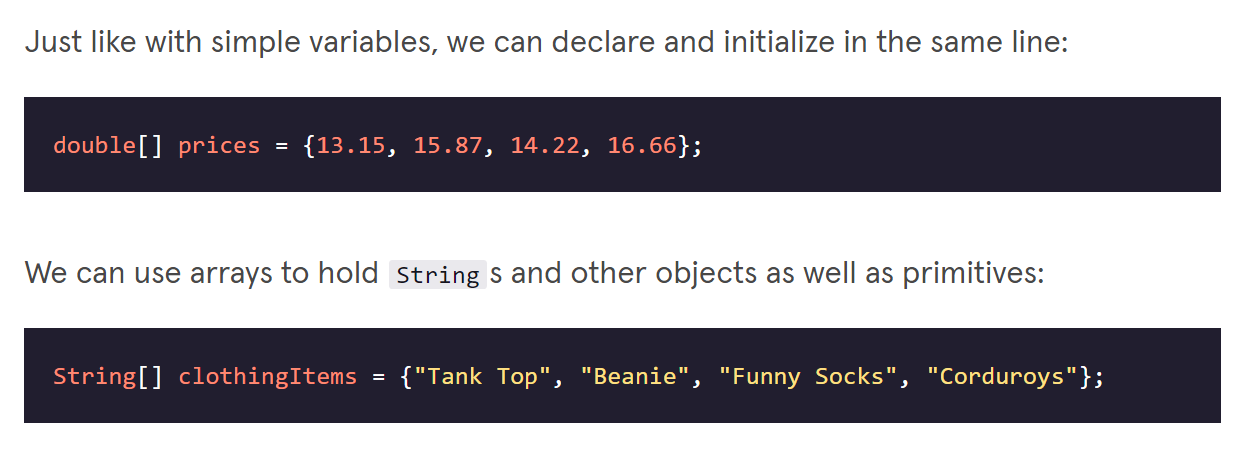 Just like with simple variables, we can declare and initialize in the same line:
double[] prices = {13.15, 15.87, 14.22, 16.66};
We can use arrays to hold Strings and other objects as well as primitives:
String[] clothingItems = {"Tank Top", "Beanie", "Funny Socks", "Corduroys"};